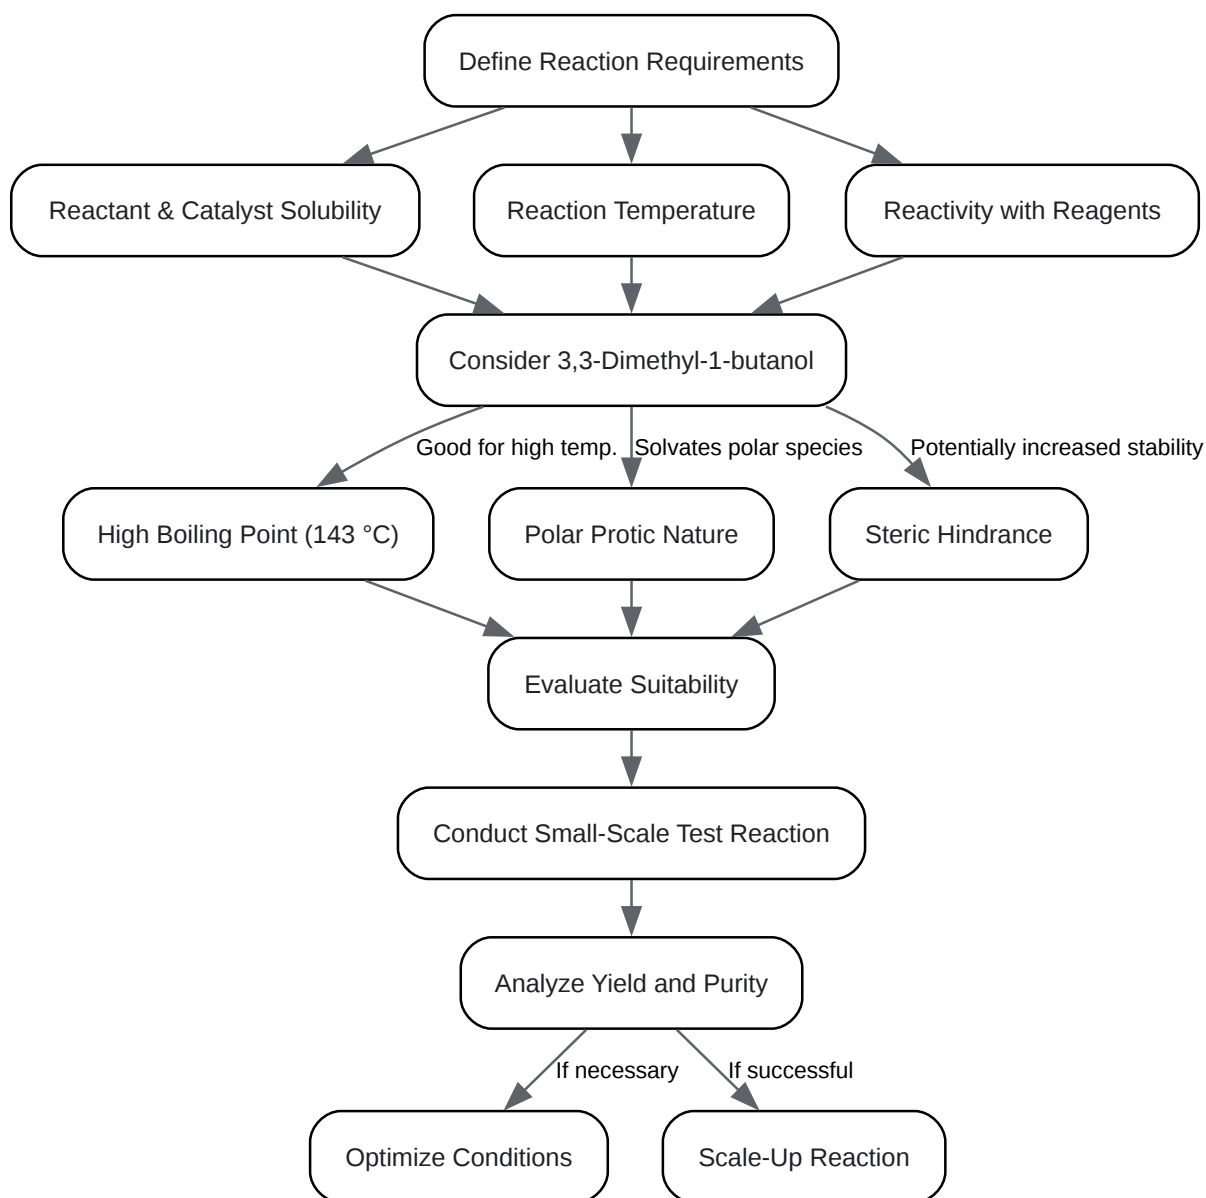 Define Reaction Requirements
Reactant & Catalyst Solubility
Reaction Temperature
Reactivity with Reagents
Consider 3,3-Dimethyl-1-butanol
Good for high temp.
Solvates polar species
Potentially increased stability
High Boiling Point (143 °C)
Polar Protic Nature
Steric Hindrance
Evaluate Suitability
Conduct Small-Scale Test Reaction
Analyze Yield and Purity
If necessary
If successful
Optimize Conditions
Scale-Up Reaction